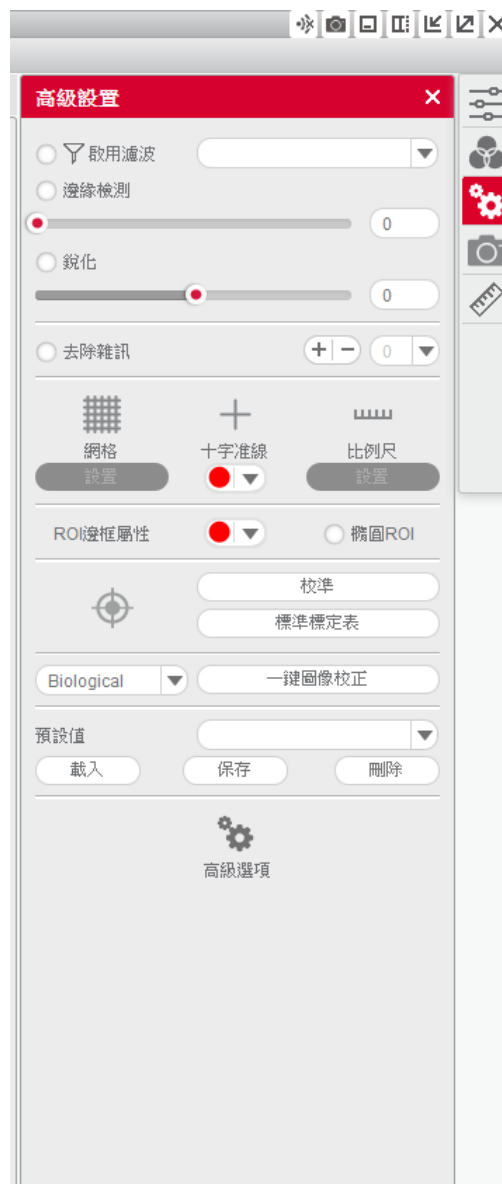 高級設置
啟用濾波
邊緣檢測
0
銳化
0
去除雜訊 0
網格 十字准線 比例尺
設置 設置
ROI邊框屬性 橢圓ROI
校準
標準標定表
Biological 一鍵圖像校正
預設值
載入 保存 刪除
高級選項